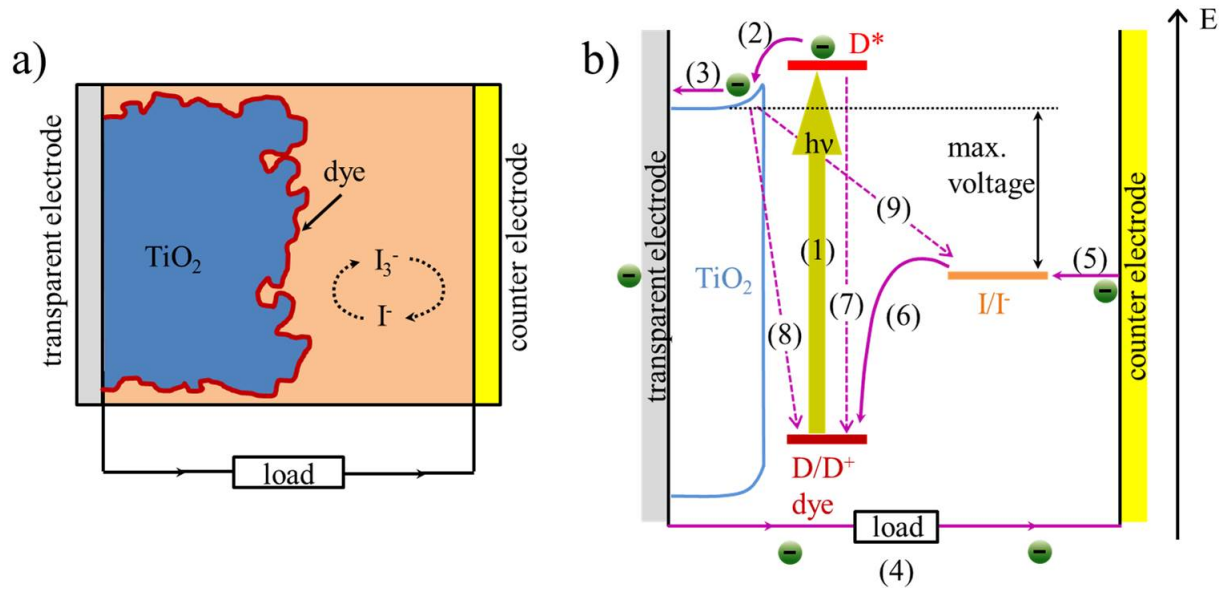 a)
transparent electrode
TiO₂
dye
I₃⁻
I⁻
counter electrode
load
b)
E
(2)
D*
(3)
hν
max.
voltage
(9)
transparent electrode
TiO₂
(1)
(5)
I/I⁻
(6)
(7)
(8)
counter electrode
D/D⁺
dye
load
(4)